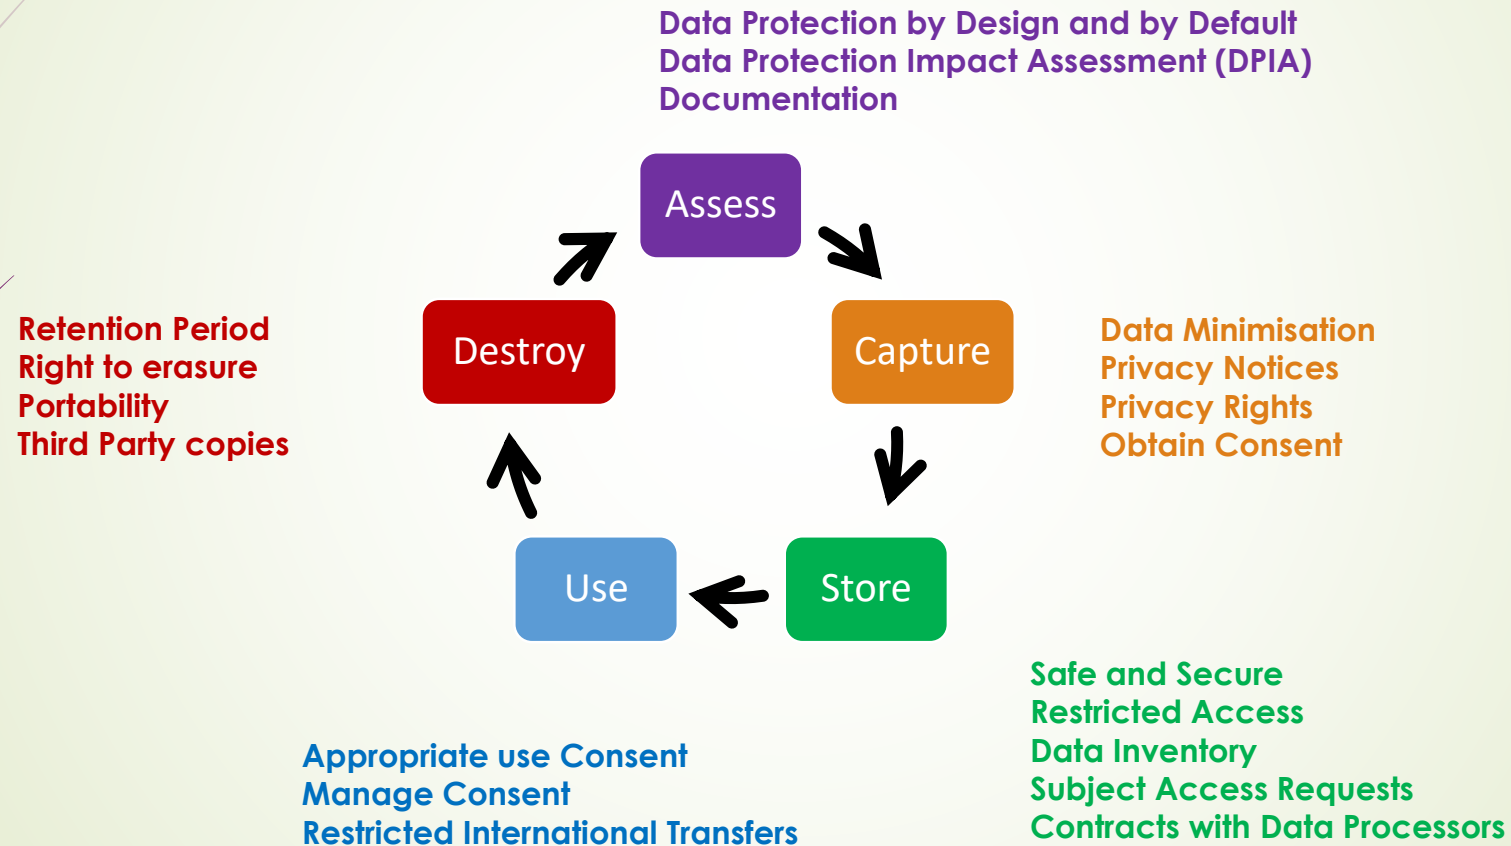 Data Protection by Design and by Default
Data Protection Impact Assessment (DPIA)
Documentation
Assess
Capture
Data Minimisation
Privacy Notices
Privacy Rights
Obtain Consent
Store
Safe and Secure
Restricted Access
Data Inventory
Subject Access Requests
Contracts with Data Processors
Use
Appropriate use Consent
Manage Consent
Restricted International Transfers
Destroy
Retention Period
Right to erasure
Portability
Third Party copies